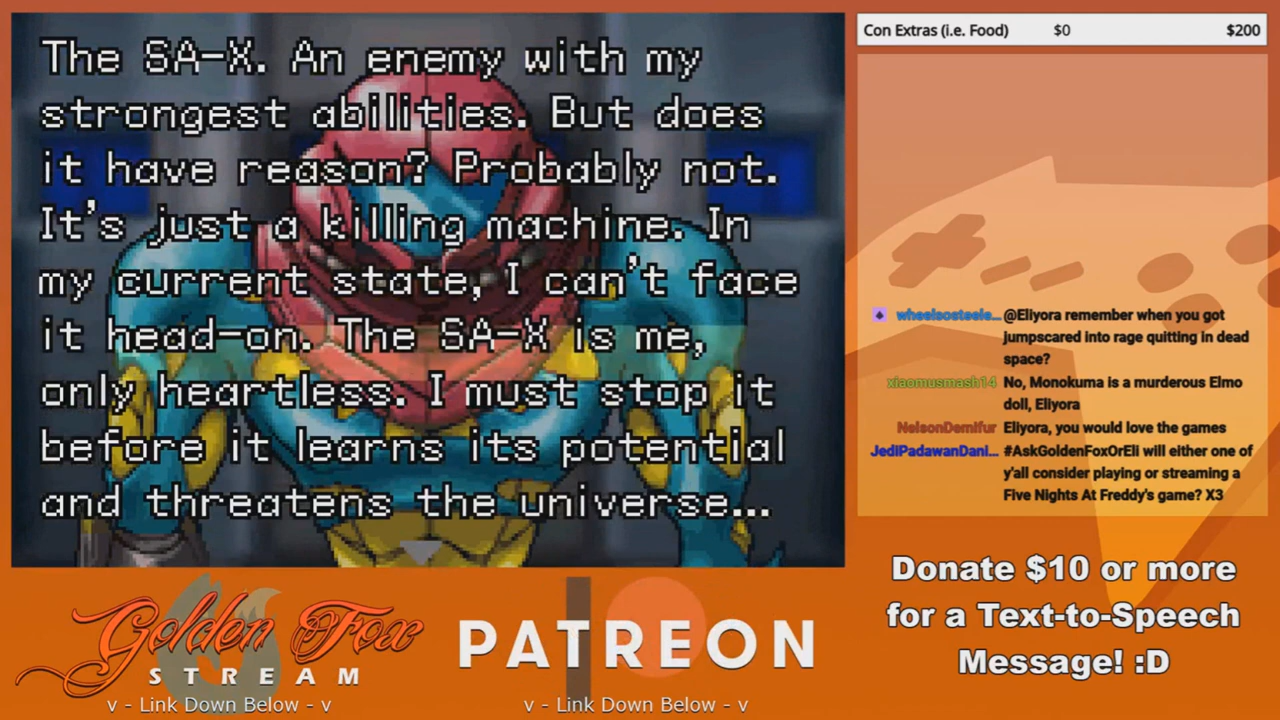 The SA-X. An enemy with my
strongest abilities. But does
it have reason? Probably not.
It's just a killing machine. In
my current state, I can't face
it head-on. The SA-X is me,
only heartless. I must stop it
before it learns its potential
and threatens the universe...
Con Extras (i.e. Food) $0 $200
wheelsosteele... @Eliyora remember when you got
jumpscared into rage quitting in dead
space?
xiaomusmash14 No, Monokuma is a murderous Elmo
doll, Eliyora
NelsonDemifur Eliyora, you would love the games
JediPadawanDani... #AskGoldenFoxOrEli will either one of
y'all consider playing or streaming a
Five Nights At Freddy's game? X3
Donate $10 or more
for a Text-to-Speech
Message! :D
Golden Fox
STREAM
v - Link Down Below - v
PATREON
v - Link Down Below - v